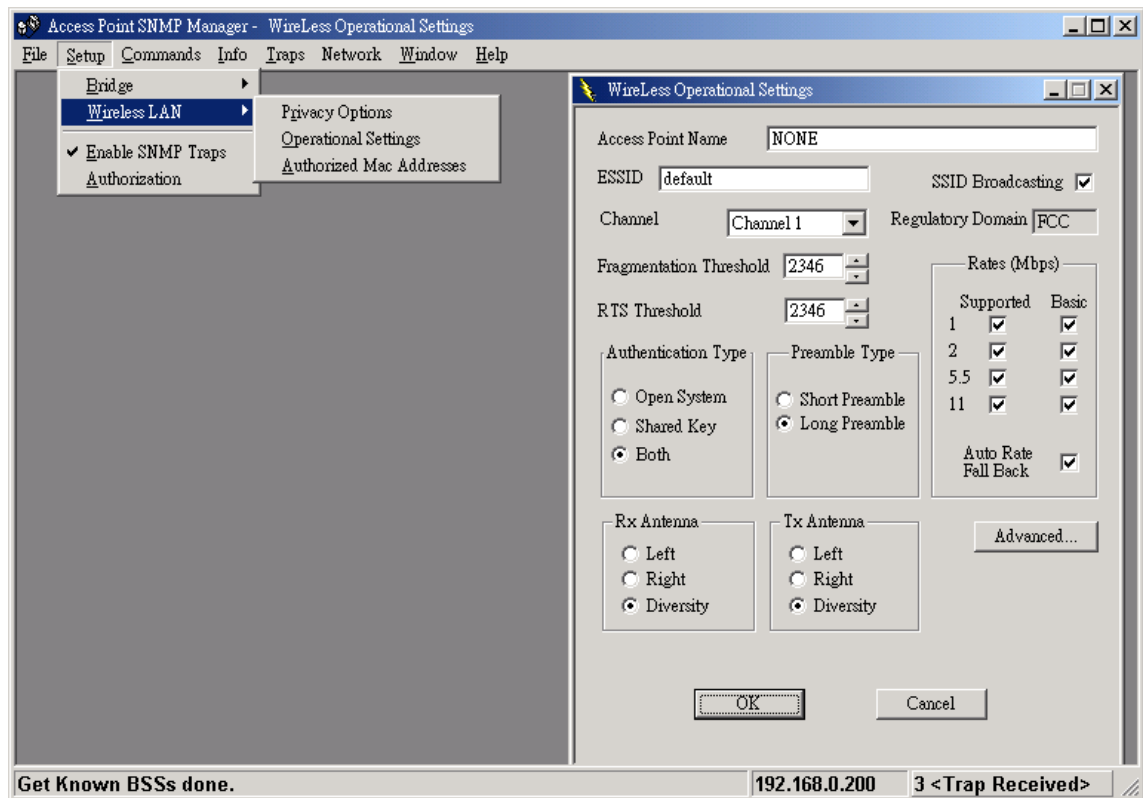 Access Point SNMP Manager - WireLess Operational Settings
File Setup Commands Info Traps Network Window Help
Bridge
Wireless LAN
Enable SNMP Traps
Authorization
Privacy Options
Operational Settings
Authorized Mac Addresses
WireLess Operational Settings
Access Point Name NONE
ESSID default SSID Broadcasting
Channel Channel 1 Regulatory Domain FCC
Fragmentation Threshold 2346
RTS Threshold 2346
Rates (Mbps)
Supported Basic
1
2
5.5
11
Auto Rate
Fall Back
Authentication Type
Open System
Shared Key
Both
Preamble Type
Short Preamble
Long Preamble
Rx Antenna
Left
Right
Diversity
Tx Antenna
Left
Right
Diversity
Advanced...
OK Cancel
Get Known BSSs done. 192.168.0.200 3 <Trap Received>